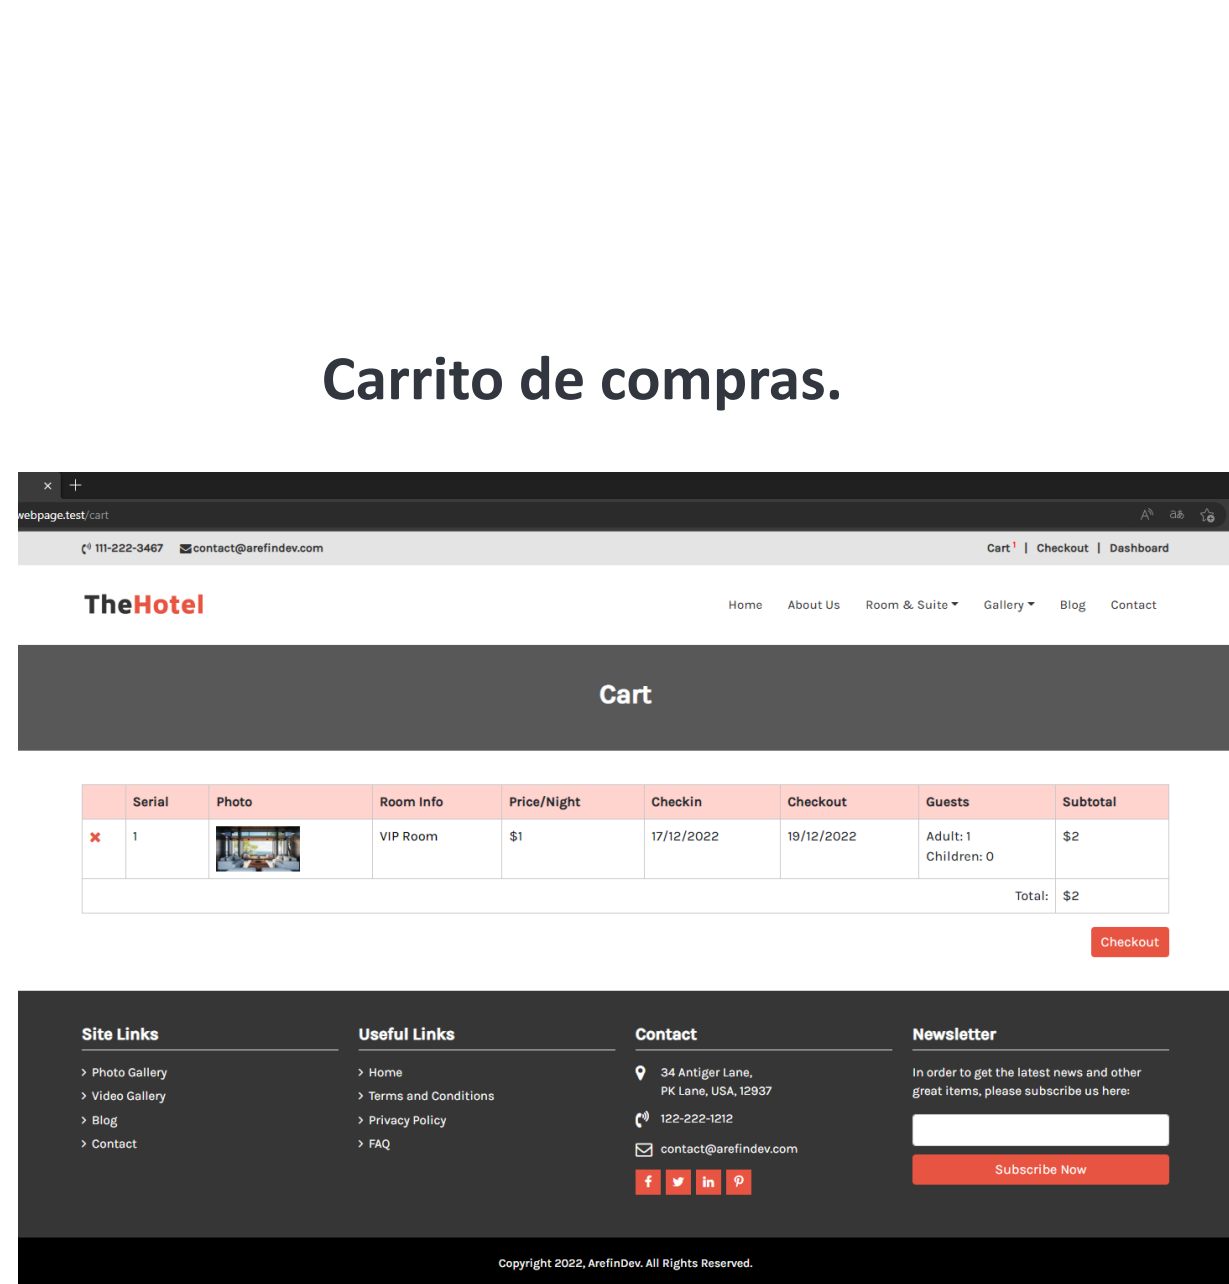 Carrito de compras.
webpage.test/cart
111-222-3467 contact@arefindev.com Cart 1 | Checkout | Dashboard
TheHotel Home About Us Room & Suite Gallery Blog Contact
Cart
Serial Photo Room Info Price/Night Checkin Checkout Guests Subtotal
1 VIP Room $1 17/12/2022 19/12/2022 Adult: 1 $2
Children: 0
Total: $2
Checkout
Site Links
> Photo Gallery
> Video Gallery
> Blog
> Contact
Useful Links
> Home
> Terms and Conditions
> Privacy Policy
> FAQ
Contact
34 Antiger Lane,
PK Lane, USA, 12937
122-222-1212
contact@arefindev.com
Newsletter
In order to get the latest news and other
great items, please subscribe us here:
Subscribe Now
Copyright 2022, ArefinDev. All Rights Reserved.